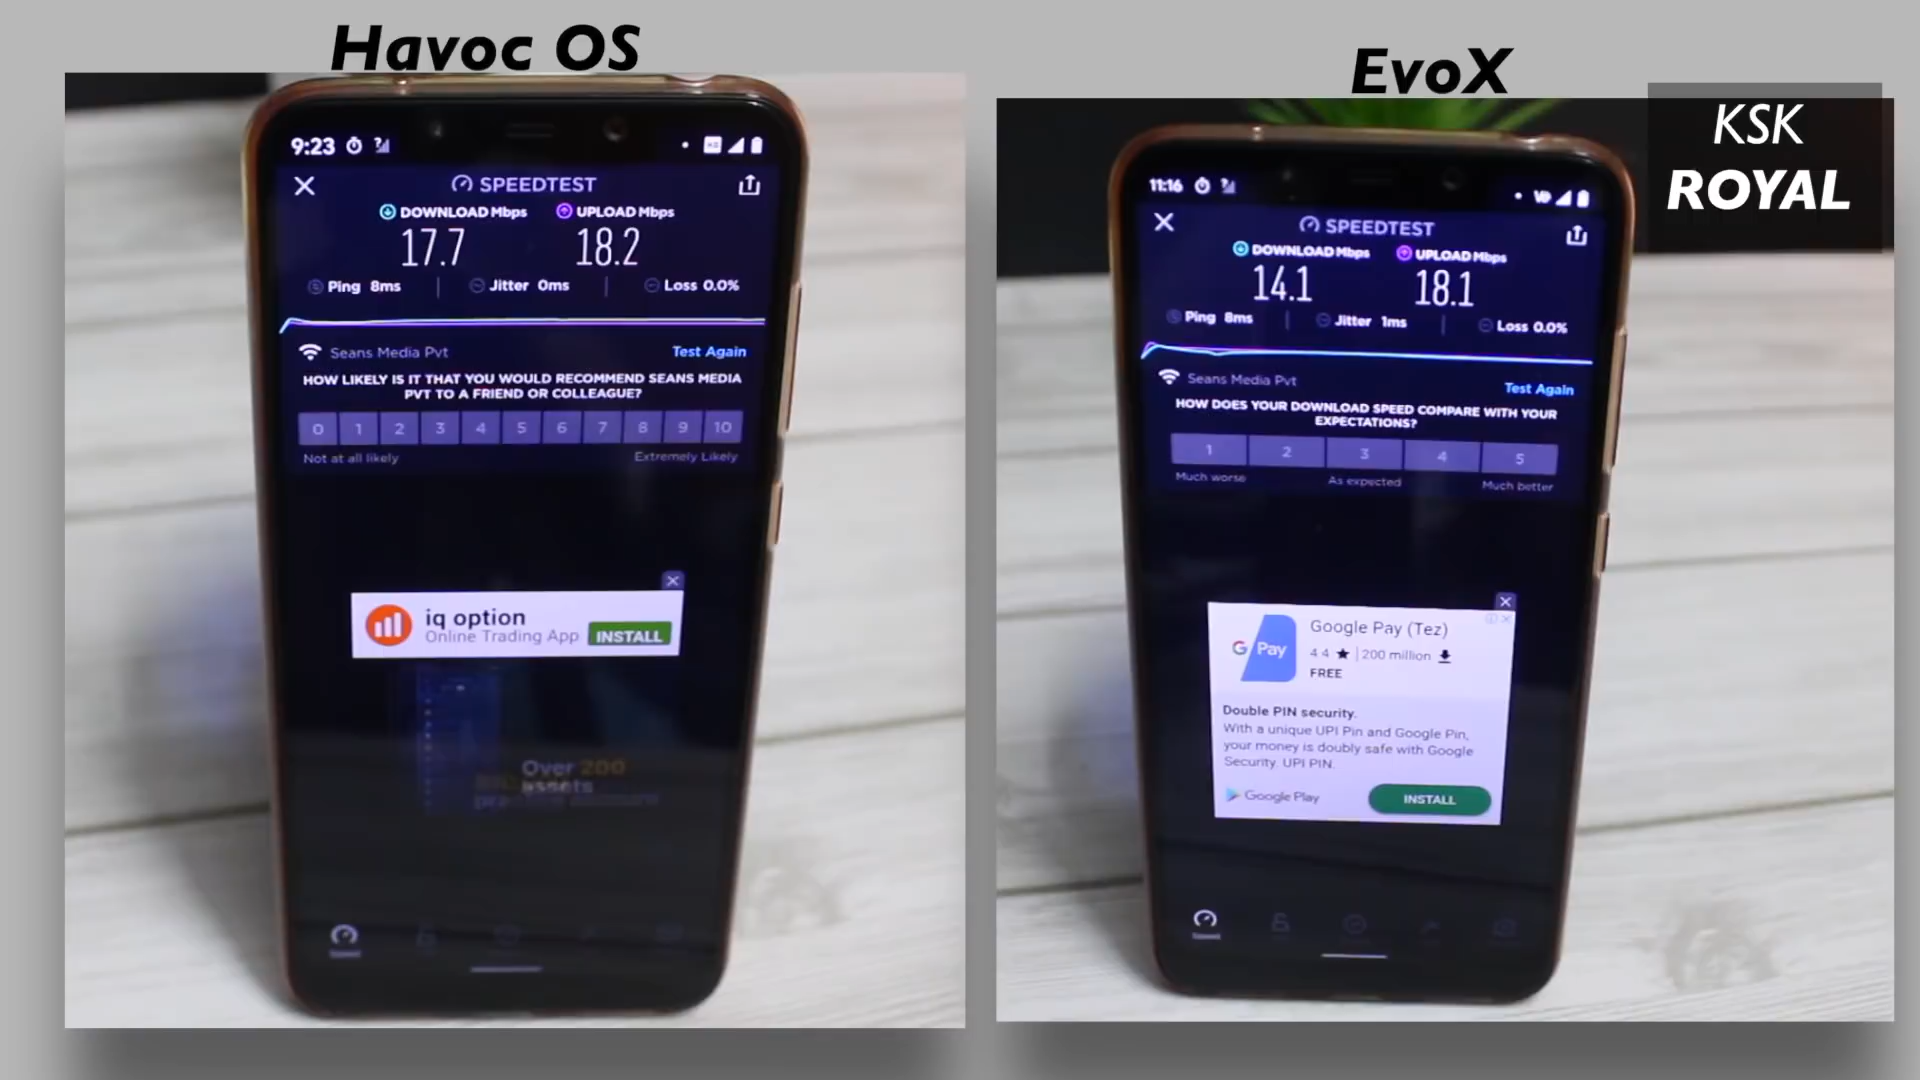 Havoc OS
9:23
SPEEDTEST
DOWNLOAD Mbps UPLOAD Mbps
17.7 18.2
Ping 8ms Jitter 0ms Loss 0.0%
Seans Media Pvt Test Again
HOW LIKELY IS IT THAT YOU WOULD RECOMMEND SEANS MEDIA
PVT TO A FRIEND OR COLLEAGUE?
0 1 2 3 4 5 6 7 8 9 10
Not at all likely Extremely Likely
iq option
Online Trading App INSTALL
Over 200
assets
EvoX
KSK
ROYAL
11:16
SPEEDTEST
DOWNLOAD Mbps UPLOAD Mbps
14.1 18.1
Ping 8ms Jitter 1ms Loss 0.0%
Seans Media Pvt Test Again
HOW DOES YOUR DOWNLOAD SPEED COMPARE WITH YOUR
EXPECTATIONS?
1 2 3 4 5
Much worse As expected Much better
Google Pay (Tez)
G Pay
4.4 ★ | 200 million
FREE
Double PIN security.
With a unique UPI Pin and Google Pin,
your money is doubly safe with Google
Security. UPI PIN.
Google Play INSTALL